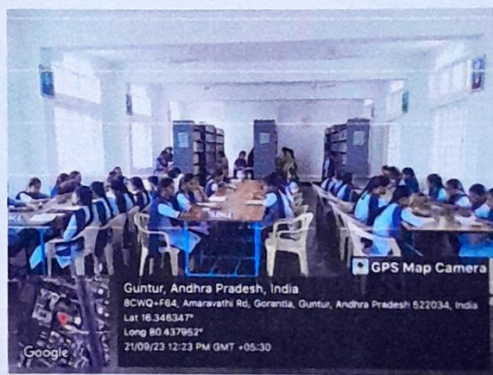 SILENCE
GPS Map Camera
Guntur, Andhra Pradesh, India
8CWQ+F64, Amaravathi Rd, Gorantla, Guntur, Andhra Pradesh 522034, India
Lat 16.346347°
Long 80.437952°
21/09/23 12:23 PM GMT +05:30
Google